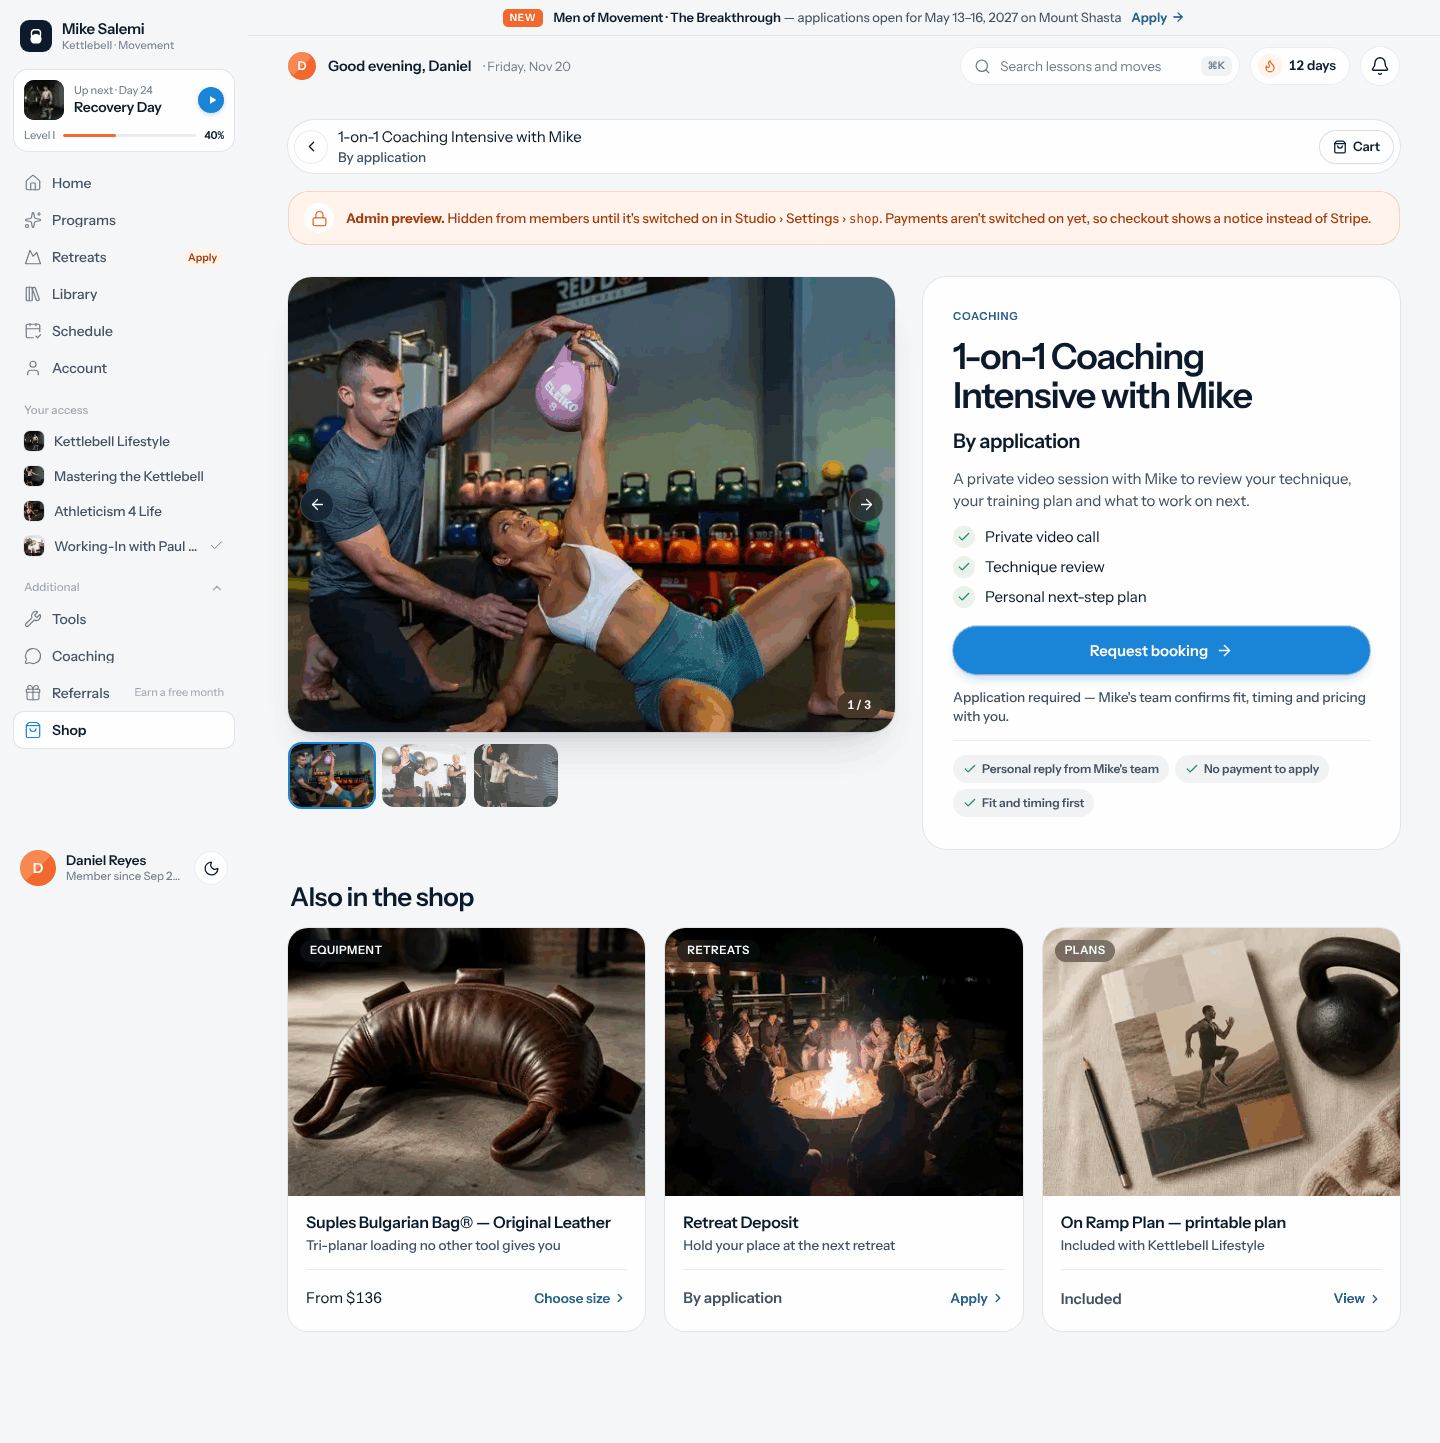 NEW Men of Movement · The Breakthrough — applications open for May 13–16, 2027 on Mount Shasta Apply →
Mike Salemi
Kettlebell · Movement
Up next · Day 24
Recovery Day
Level I 40%
Home
Programs
Retreats Apply
Library
Schedule
Account
Your access
Kettlebell Lifestyle
Mastering the Kettlebell
Athleticism 4 Life
Working-In with Paul ...
Additional
Tools
Coaching
Referrals Earn a free month
Shop
D Daniel Reyes
Member since Sep 2...
D Good evening, Daniel · Friday, Nov 20
Search lessons and moves ⌘K
12 days
1-on-1 Coaching Intensive with Mike
By application
Cart
Admin preview. Hidden from members until it's switched on in Studio › Settings › shop. Payments aren't switched on yet, so checkout shows a notice instead of Stripe.
ELEIKO
8
1 / 3
COACHING
1-on-1 Coaching
Intensive with Mike
By application
A private video session with Mike to review your technique,
your training plan and what to work on next.
Private video call
Technique review
Personal next-step plan
Request booking →
Application required — Mike's team confirms fit, timing and pricing
with you.
Personal reply from Mike's team
No payment to apply
Fit and timing first
Also in the shop
EQUIPMENT
Suples Bulgarian Bag® — Original Leather
Tri-planar loading no other tool gives you
From $136 Choose size ›
RETREATS
Retreat Deposit
Hold your place at the next retreat
By application Apply ›
PLANS
On Ramp Plan — printable plan
Included with Kettlebell Lifestyle
Included View ›